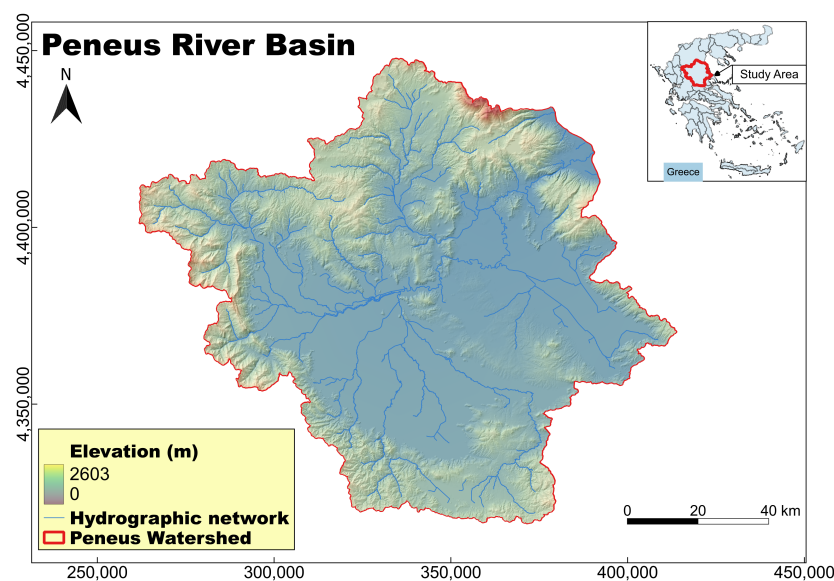 Peneus River Basin
N
Study Area
Greece
4,450,000
4,400,000
4,350,000
Elevation (m)
2603
0
Hydrographic network
Peneus Watershed
0 20 40 km
250,000 300,000 350,000 400,000 450,000